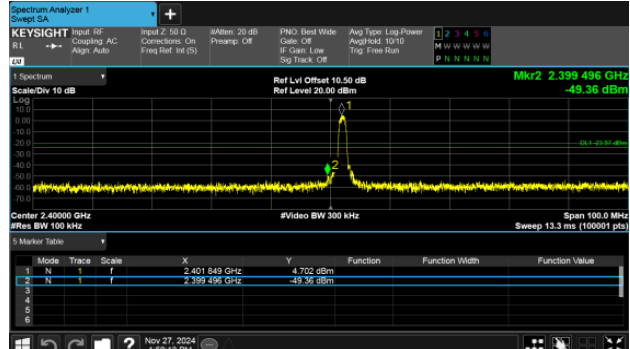 Spectrum Analyzer 1
Swept SA
+
KEYSIGHT Input: RF Input Z: 50 Ω #Atten: 20 dB PNO: Best Wide Avg Type: Log-Power 1 2 3 4 5 6
RL Coupling: AC Corrections: On Preamp: Off Gate: Off Avg|Hold: 10/10 M W W W W W
Align: Auto Freq Ref: Int (S) IF Gain: Low Trig: Free Run
LXI Sig Track: Off P N N N N N
1 Spectrum Ref Lvl Offset 10.50 dB Mkr2 2.399 496 GHz
Scale/Div 10 dB Ref Level 20.00 dBm -49.36 dBm
Log
10.0 1
0.00
-10.0
-20.0 DL1 -23.57 dBm
-30.0
-40.0 2
-50.0
-60.0
-70.0
Center 2.40000 GHz #Video BW 300 kHz Span 100.0 MHz
#Res BW 100 kHz Sweep 13.3 ms (100001 pts)
5 Marker Table
Mode Trace Scale X Y Function Function Width Function Value
1 N 1 f 2.401 849 GHz 4.702 dBm
2 N 1 f 2.399 496 GHz -49.36 dBm
3
4
5
6
? Nov 27, 2024